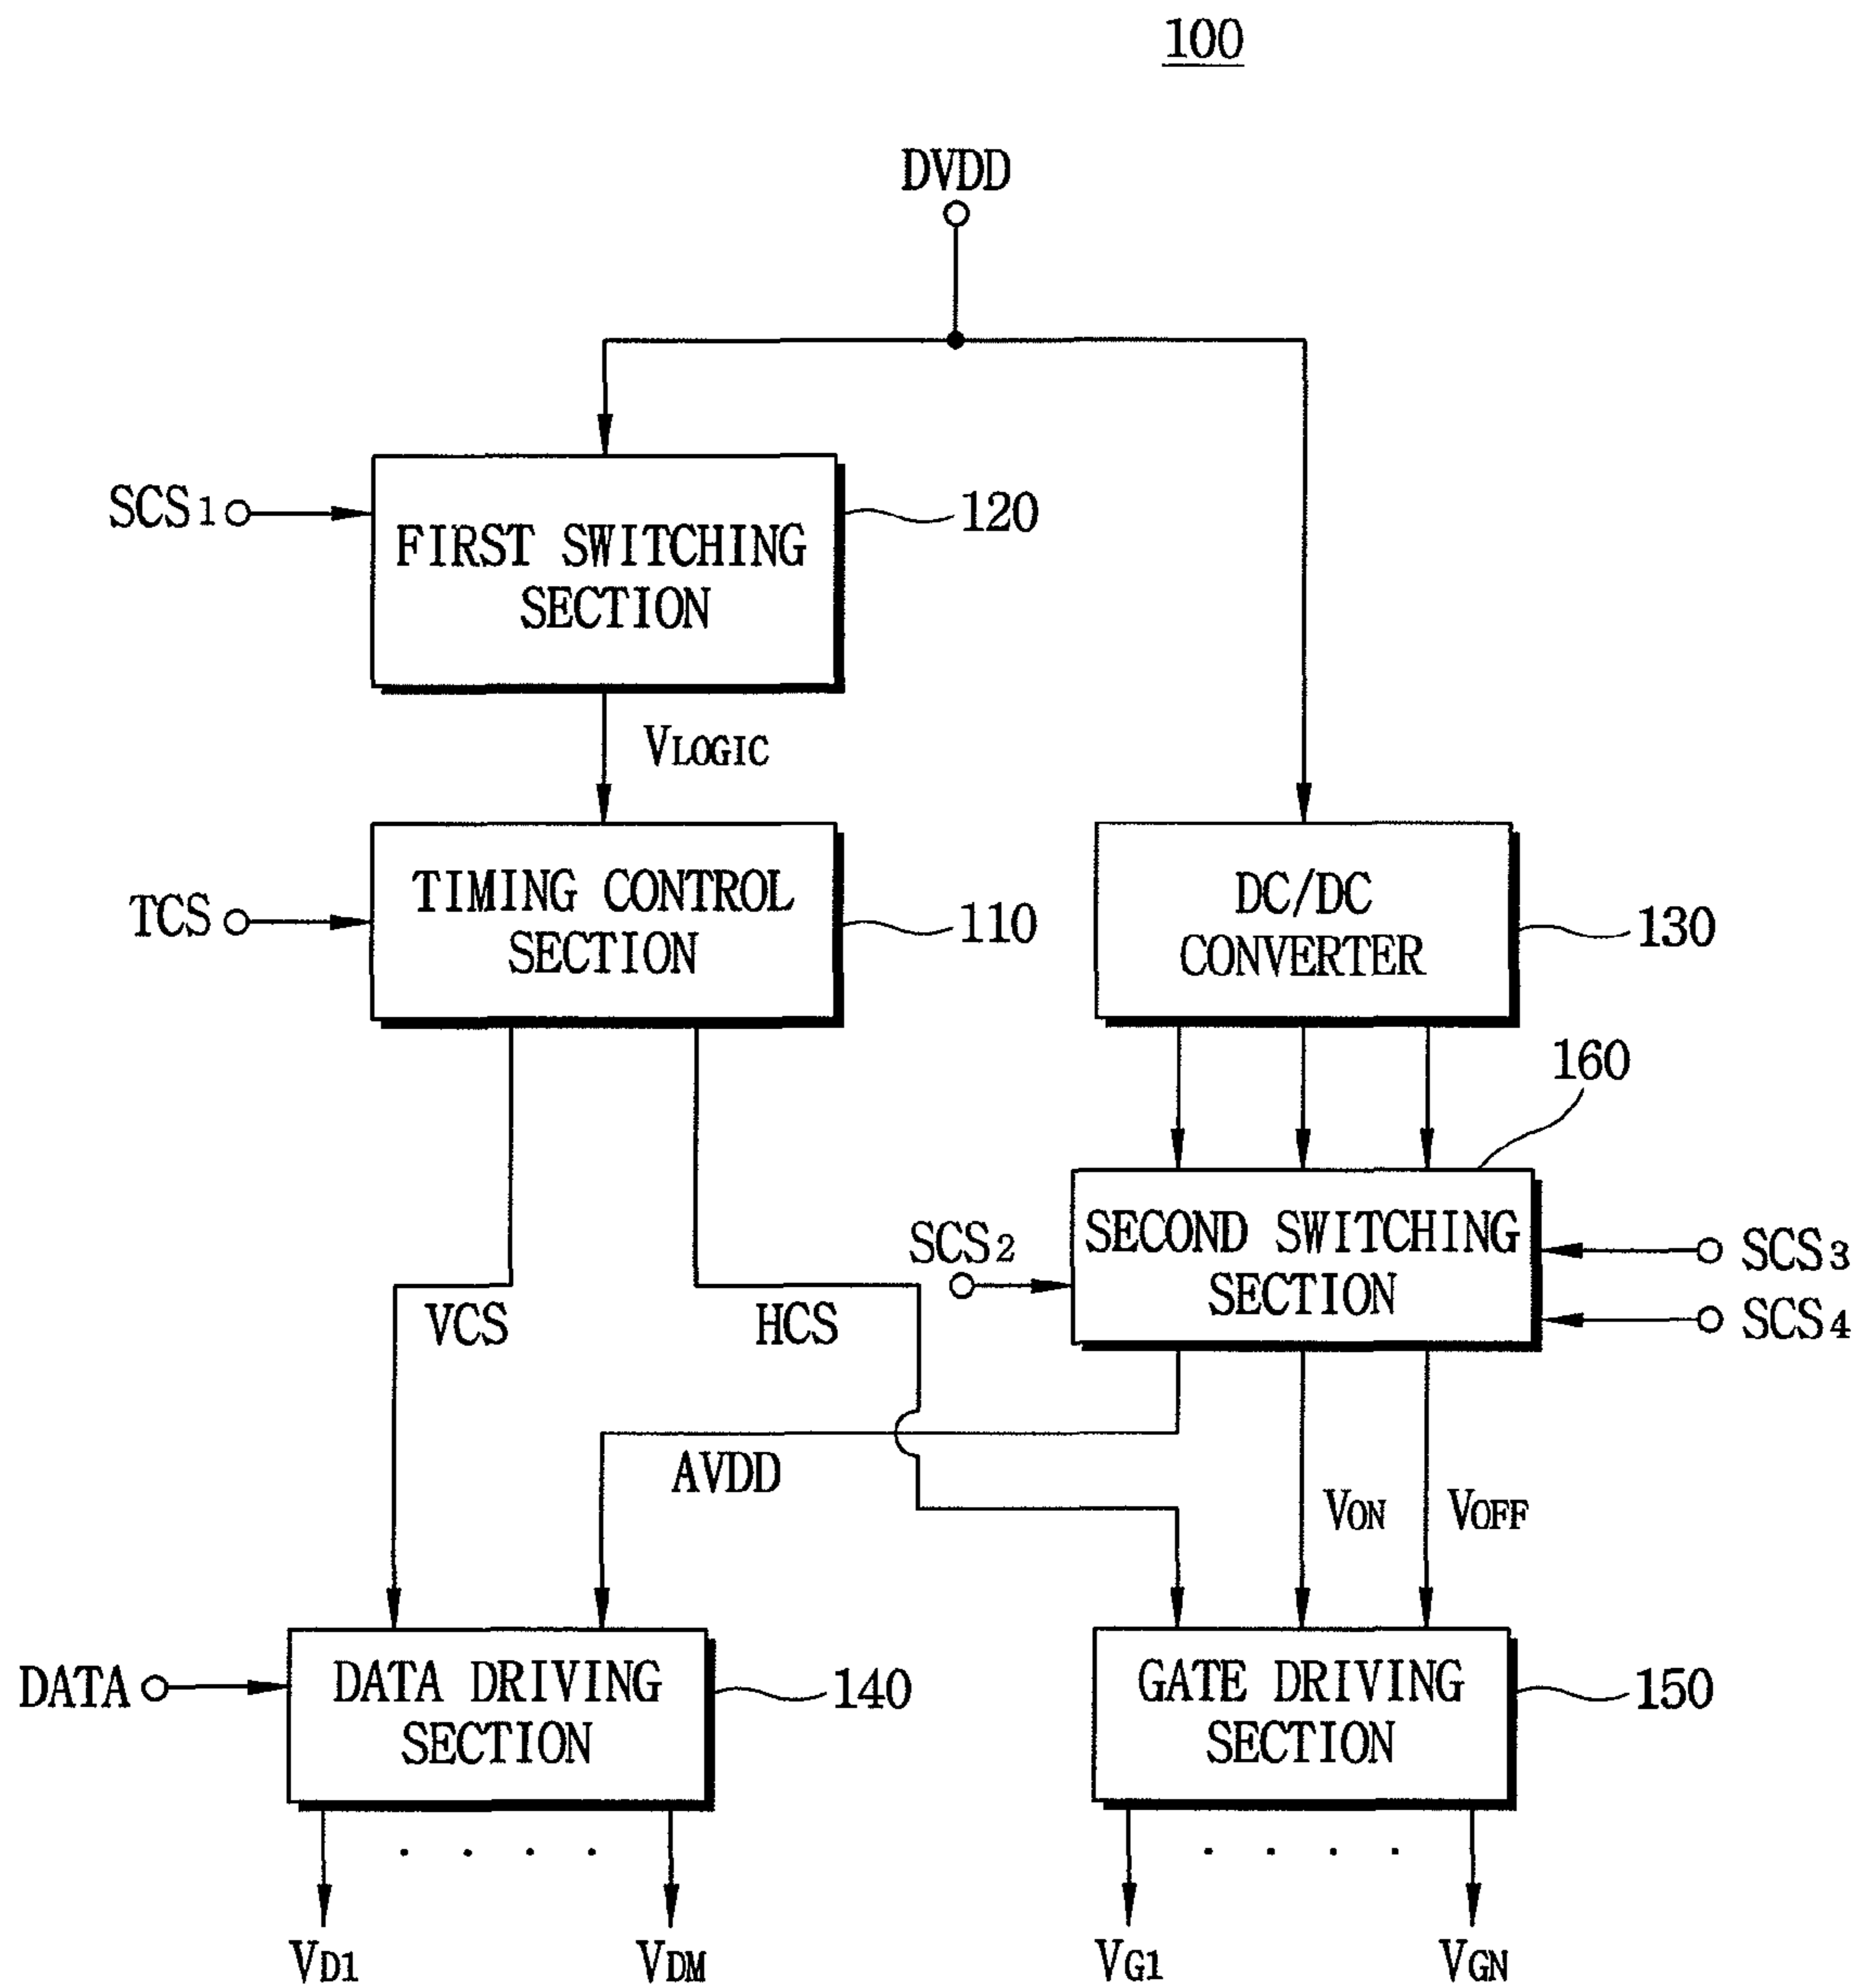 100
DVDD
SCS1
FIRST SWITCHING
SECTION
120
VLOGIC
TCS
TIMING CONTROL
SECTION
110
DC/DC
CONVERTER
130
160
SCS2
SECOND SWITCHING
SECTION
SCS3
SCS4
VCS
HCS
AVDD
VON
VOFF
DATA
DATA DRIVING
SECTION
140
GATE DRIVING
SECTION
150
. . . .
. . . .
VD1
VDM
VG1
VGN